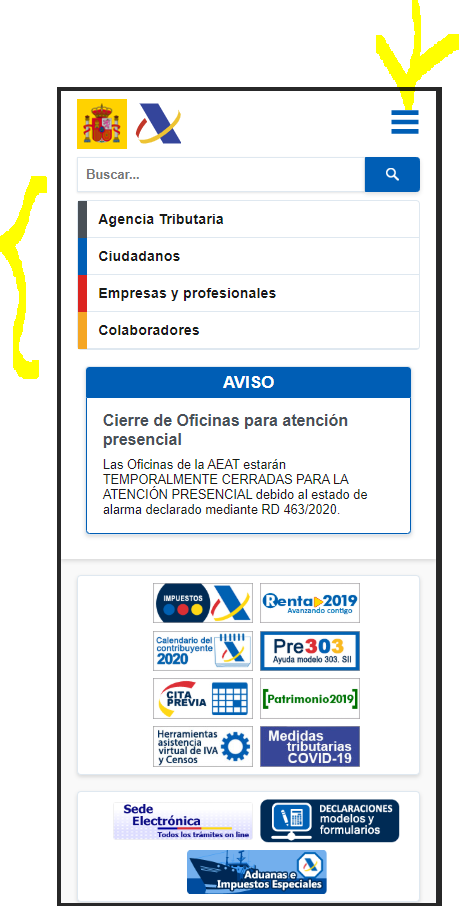 Buscar...
Agencia Tributaria
Ciudadanos
Empresas y profesionales
Colaboradores
AVISO
Cierre de Oficinas para atención
presencial
Las Oficinas de la AEAT estarán
TEMPORALMENTE CERRADAS PARA LA
ATENCIÓN PRESENCIAL debido al estado de
alarma declarado mediante RD 463/2020.
IMPUESTOS
Renta 2019
Avanzando contigo
Calendario del
contribuyente
2020
Pre303
Ayuda modelo 303. SII
CITA
PREVIA
[Patrimonio2019]
Herramientas
asistencia
virtual de IVA
y Censos
Medidas
tributarias
COVID-19
Sede
Electrónica
Todos los trámites on line
DECLARACIONES
modelos y
formularios
Aduanas e
Impuestos Especiales